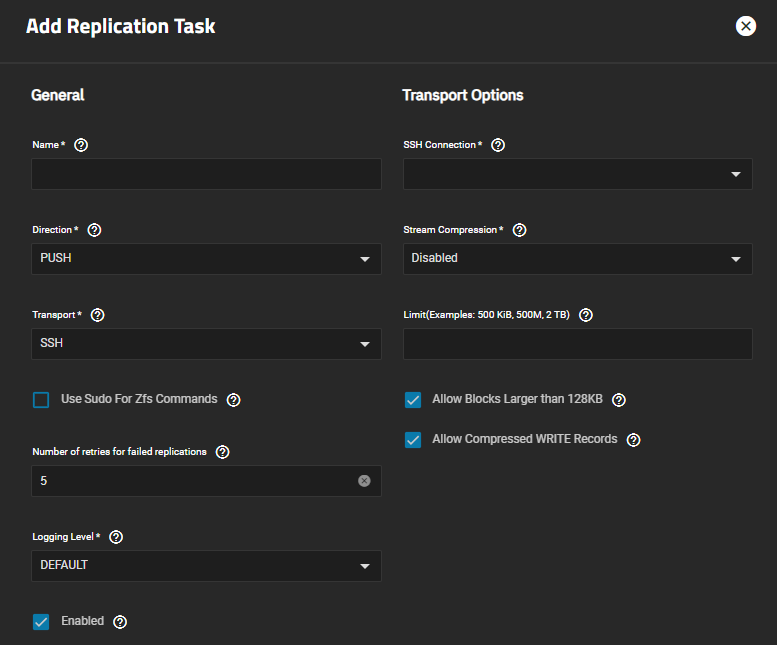 Add Replication Task
General
Name *
Direction *
PUSH
Transport *
SSH
Use Sudo For Zfs Commands
Number of retries for failed replications
5
Logging Level *
DEFAULT
Enabled
Transport Options
SSH Connection *
Stream Compression *
Disabled
Limit(Examples: 500 KiB, 500M, 2 TB)
Allow Blocks Larger than 128KB
Allow Compressed WRITE Records